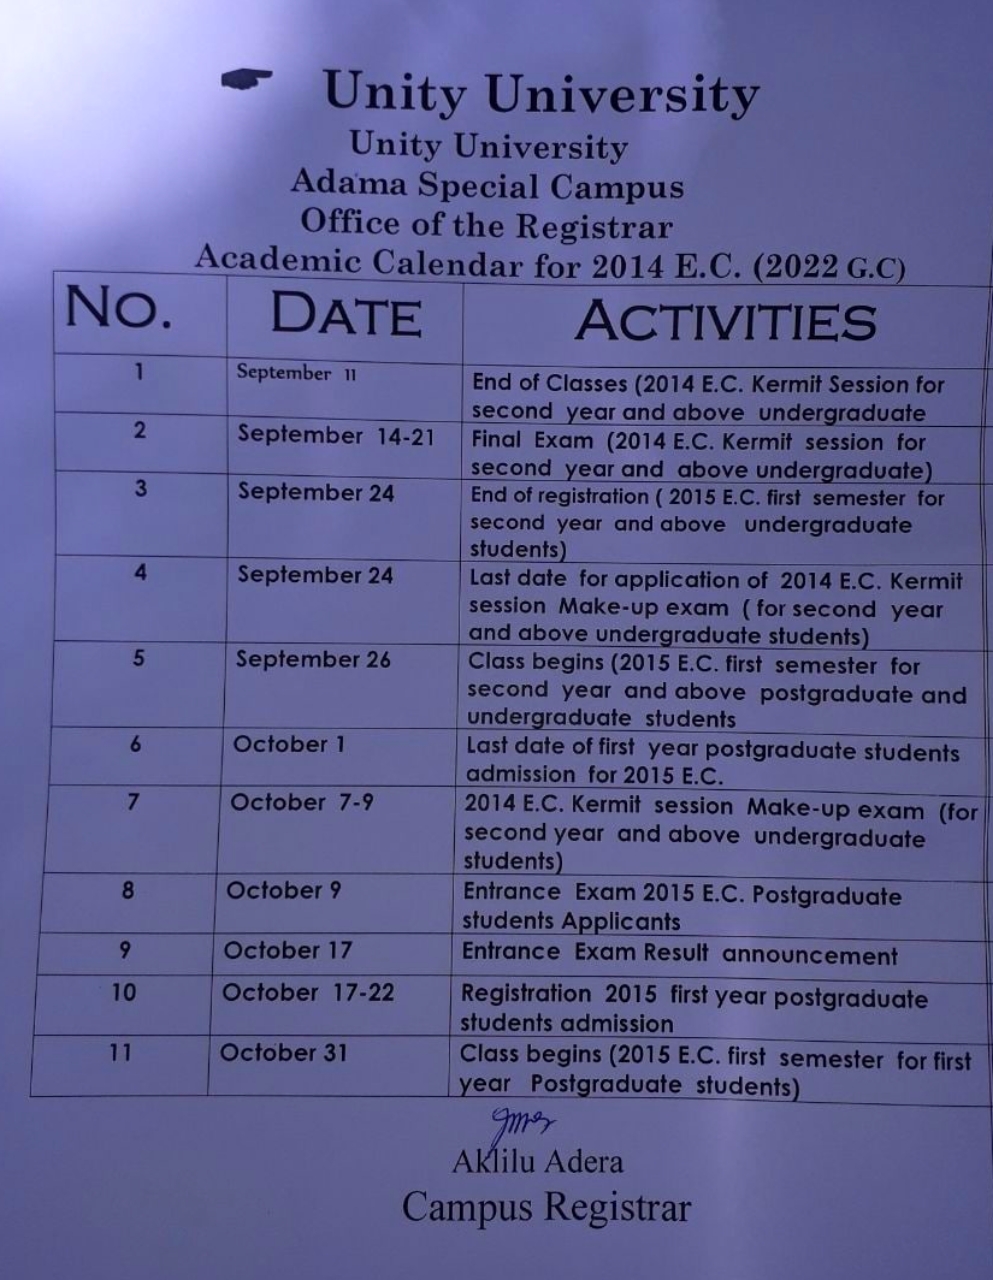 Unity University
Unity University
Adama Special Campus
Office of the Registrar
Academic Calendar for 2014 E.C. (2022 G.C)
No. DATE ACTIVITIES
1 September 11 End of Classes (2014 E.C. Kermit Session for
second year and above undergraduate
2 September 14-21 Final Exam (2014 E.C. Kermit session for
second year and above undergraduate)
3 September 24 End of registration ( 2015 E.C. first semester for
second year and above undergraduate
students)
4 September 24 Last date for application of 2014 E.C. Kermit
session Make-up exam ( for second year
and above undergraduate students)
5 September 26 Class begins (2015 E.C. first semester for
second year and above postgraduate and
undergraduate students
6 October 1 Last date of first year postgraduate students
admission for 2015 E.C.
7 October 7-9 2014 E.C. Kermit session Make-up exam (for
second year and above undergraduate
students)
8 October 9 Entrance Exam 2015 E.C. Postgraduate
students Applicants
9 October 17 Entrance Exam Result announcement
10 October 17-22 Registration 2015 first year postgraduate
students admission
11 October 31 Class begins (2015 E.C. first semester for first
year Postgraduate students)
Aklilu Adera
Campus Registrar